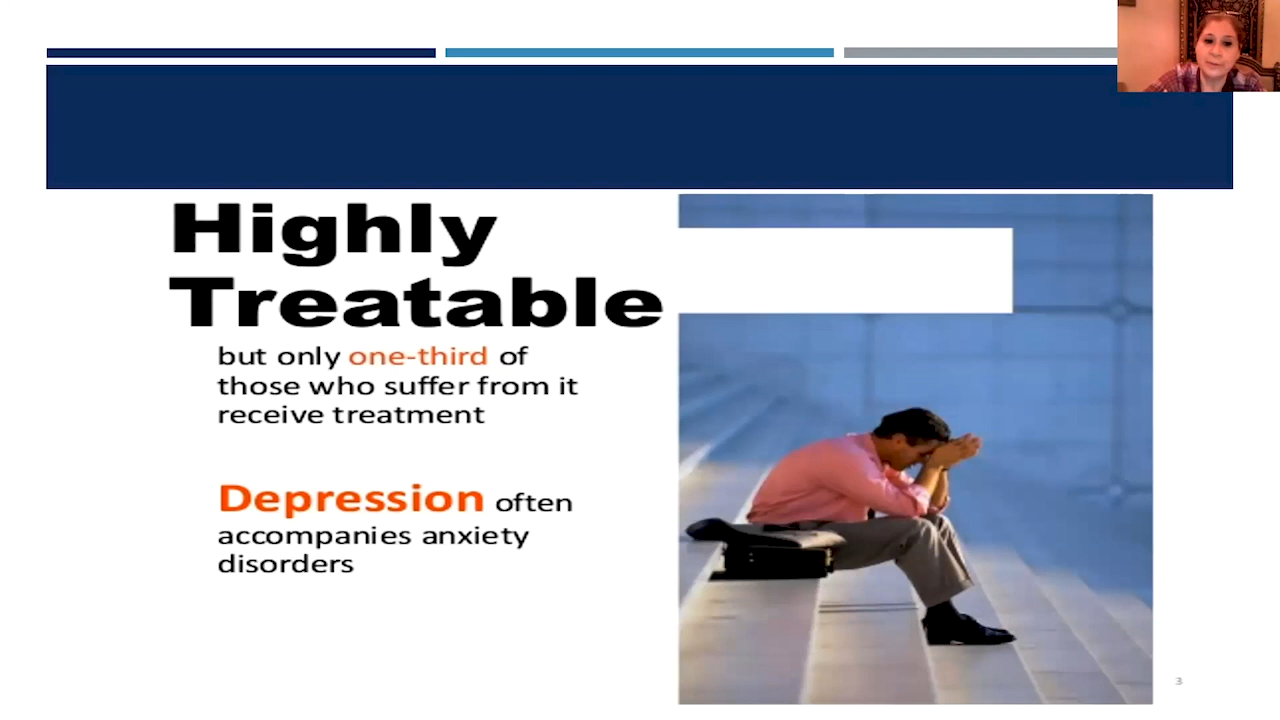 Highly
Treatable
but only one-third of
those who suffer from it
receive treatment
Depression often
accompanies anxiety
disorders
3